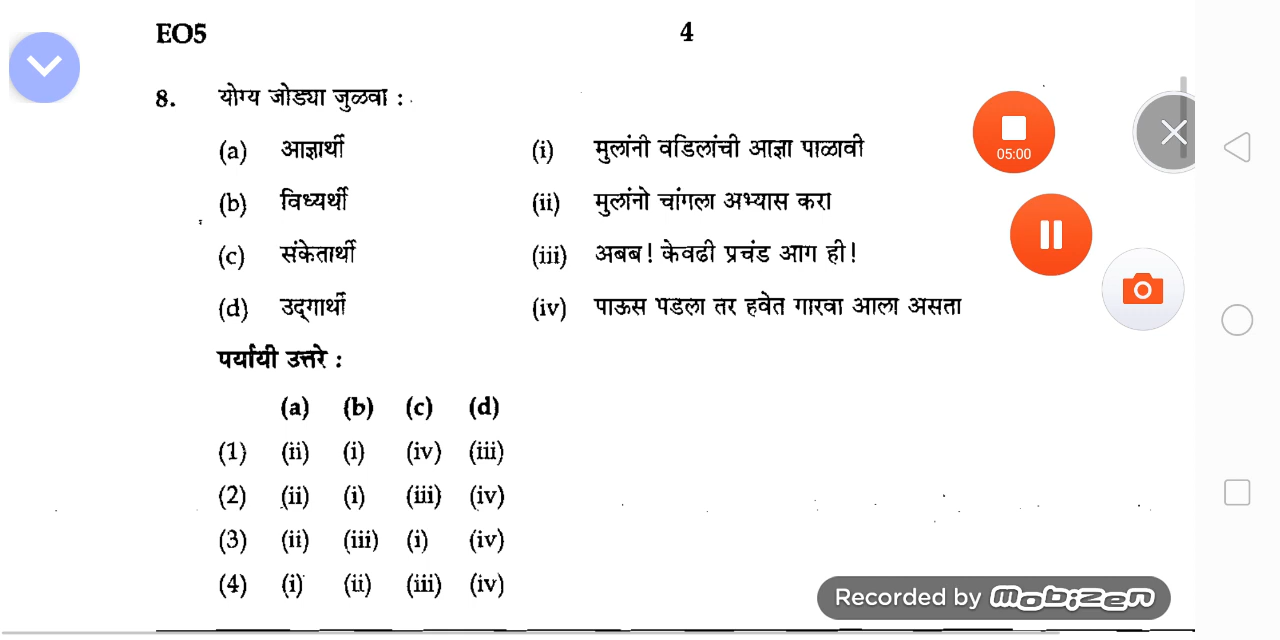 EO5 4
8. योग्य जोड्या जुळवा :
(a) आज्ञार्थी (i) मुलांनी वडिलांची आज्ञा पाळावी
(b) विध्यर्थी (ii) मुलांनो चांगला अभ्यास करा
(c) संकेतार्थी (iii) अबब! केवढी प्रचंड आग ही!
(d) उद्‌गार्थी (iv) पाऊस पडला तर हवेत गारवा आला असता
पर्यायी उत्तरे :
(a) (b) (c) (d)
(1) (ii) (i) (iv) (iii)
(2) (ii) (i) (iii) (iv)
(3) (ii) (iii) (i) (iv)
(4) (i) (ii) (iii) (iv)
05:00
Recorded by mobizen